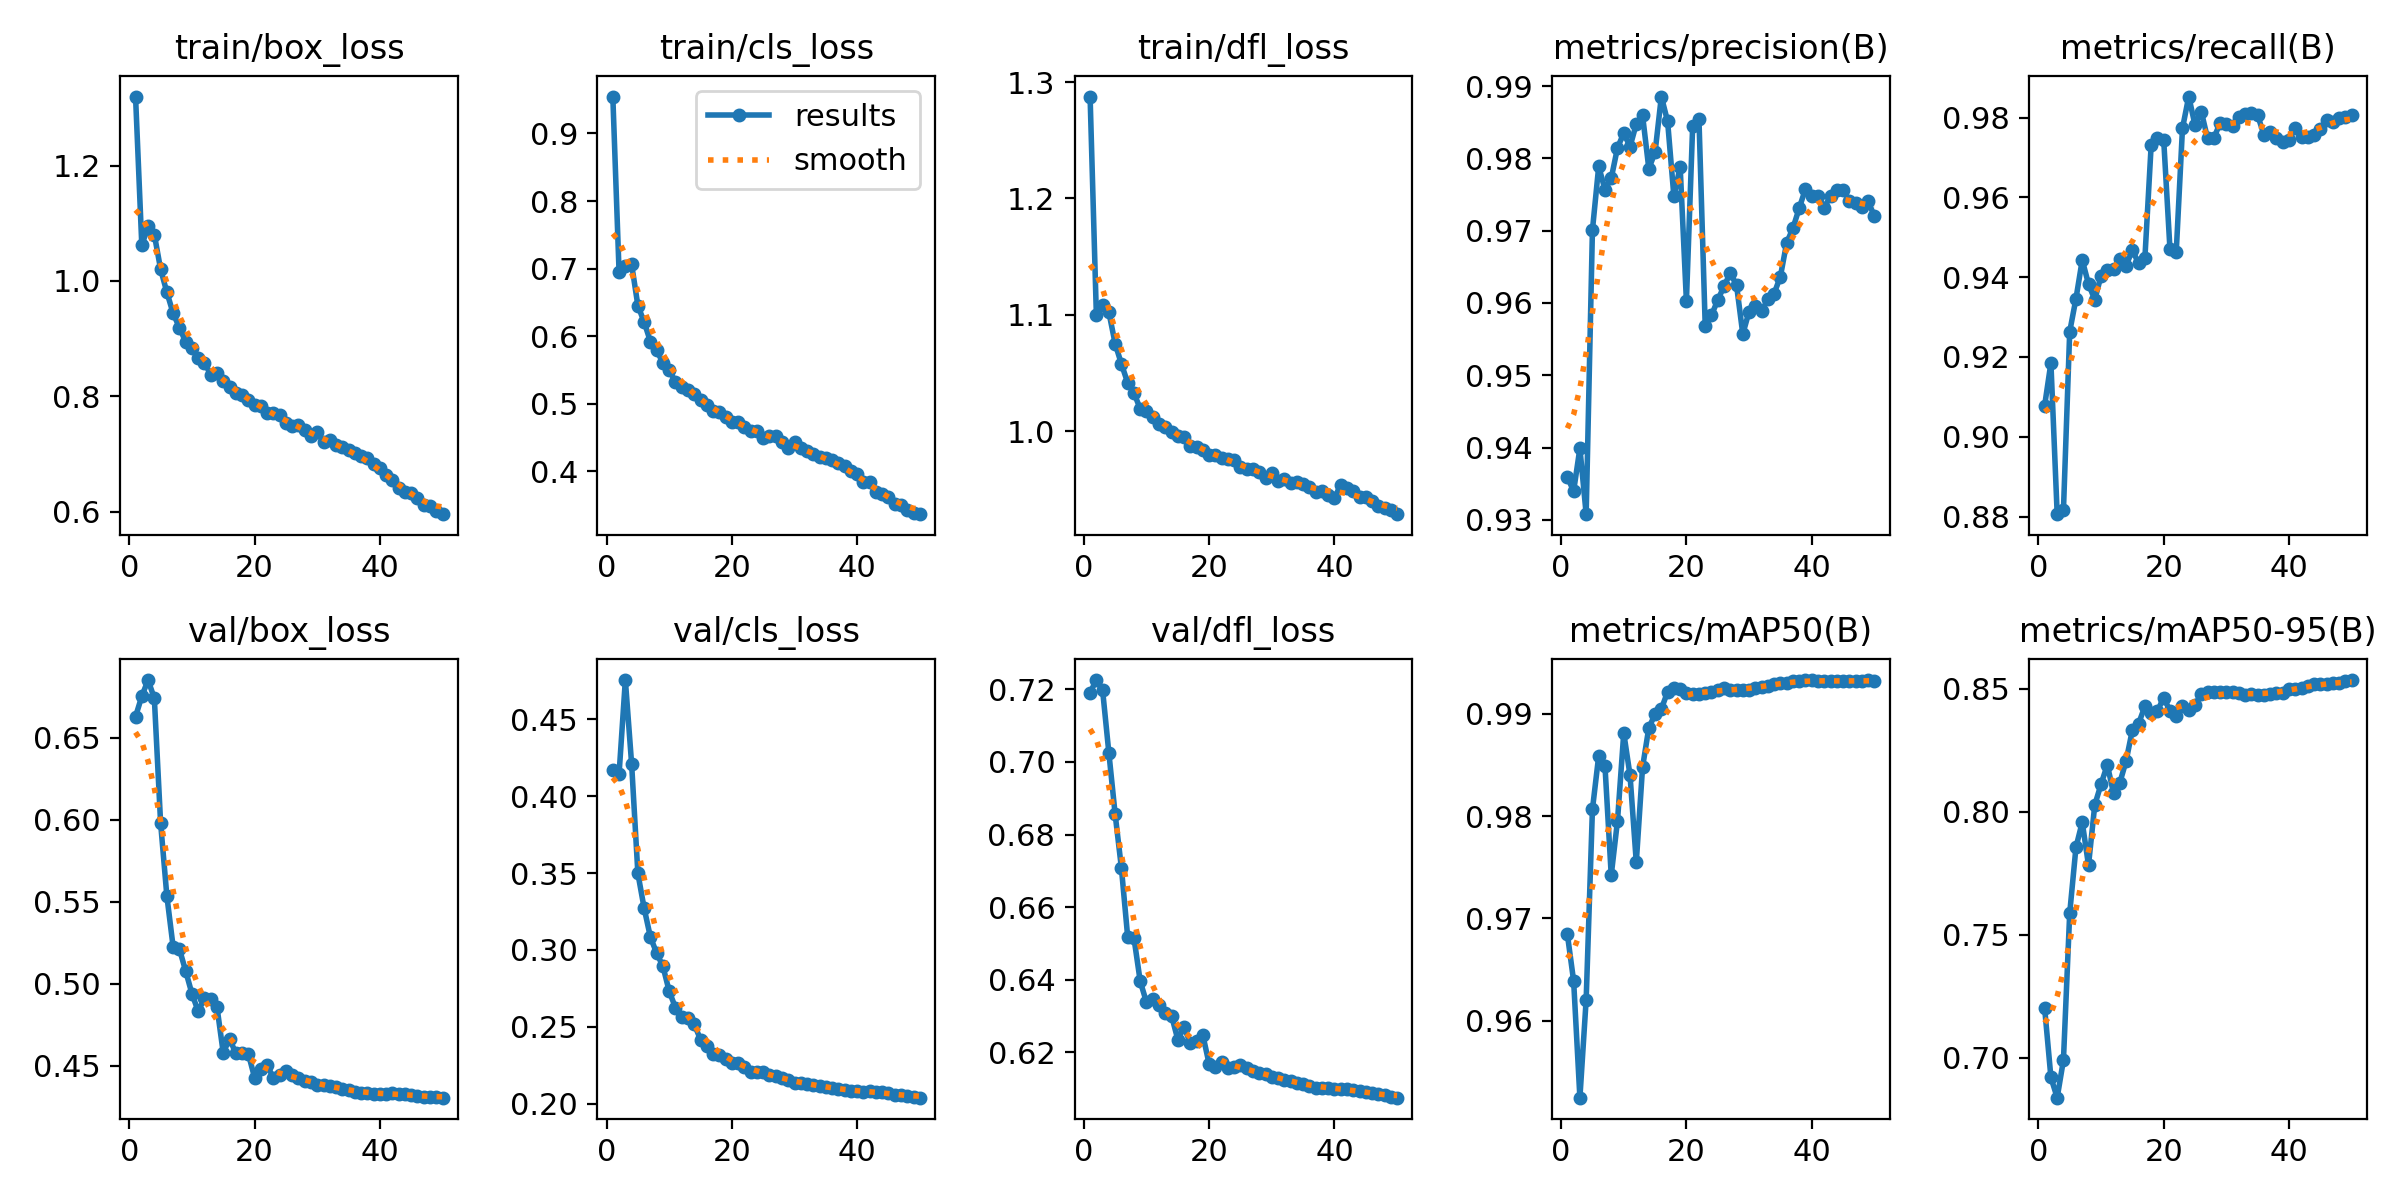 train/box_loss
1.2
1.0
0.8
0.6
0 20 40
train/cls_loss
results
smooth
0.9
0.8
0.7
0.6
0.5
0.4
0 20 40
train/dfl_loss
1.3
1.2
1.1
1.0
0 20 40
metrics/precision(B)
0.99
0.98
0.97
0.96
0.95
0.94
0.93
0 20 40
metrics/recall(B)
0.98
0.96
0.94
0.92
0.90
0.88
0 20 40
val/box_loss
0.65
0.60
0.55
0.50
0.45
0 20 40
val/cls_loss
0.45
0.40
0.35
0.30
0.25
0.20
0 20 40
val/dfl_loss
0.72
0.70
0.68
0.66
0.64
0.62
0 20 40
metrics/mAP50(B)
0.99
0.98
0.97
0.96
0 20 40
metrics/mAP50-95(B)
0.85
0.80
0.75
0.70
0 20 40